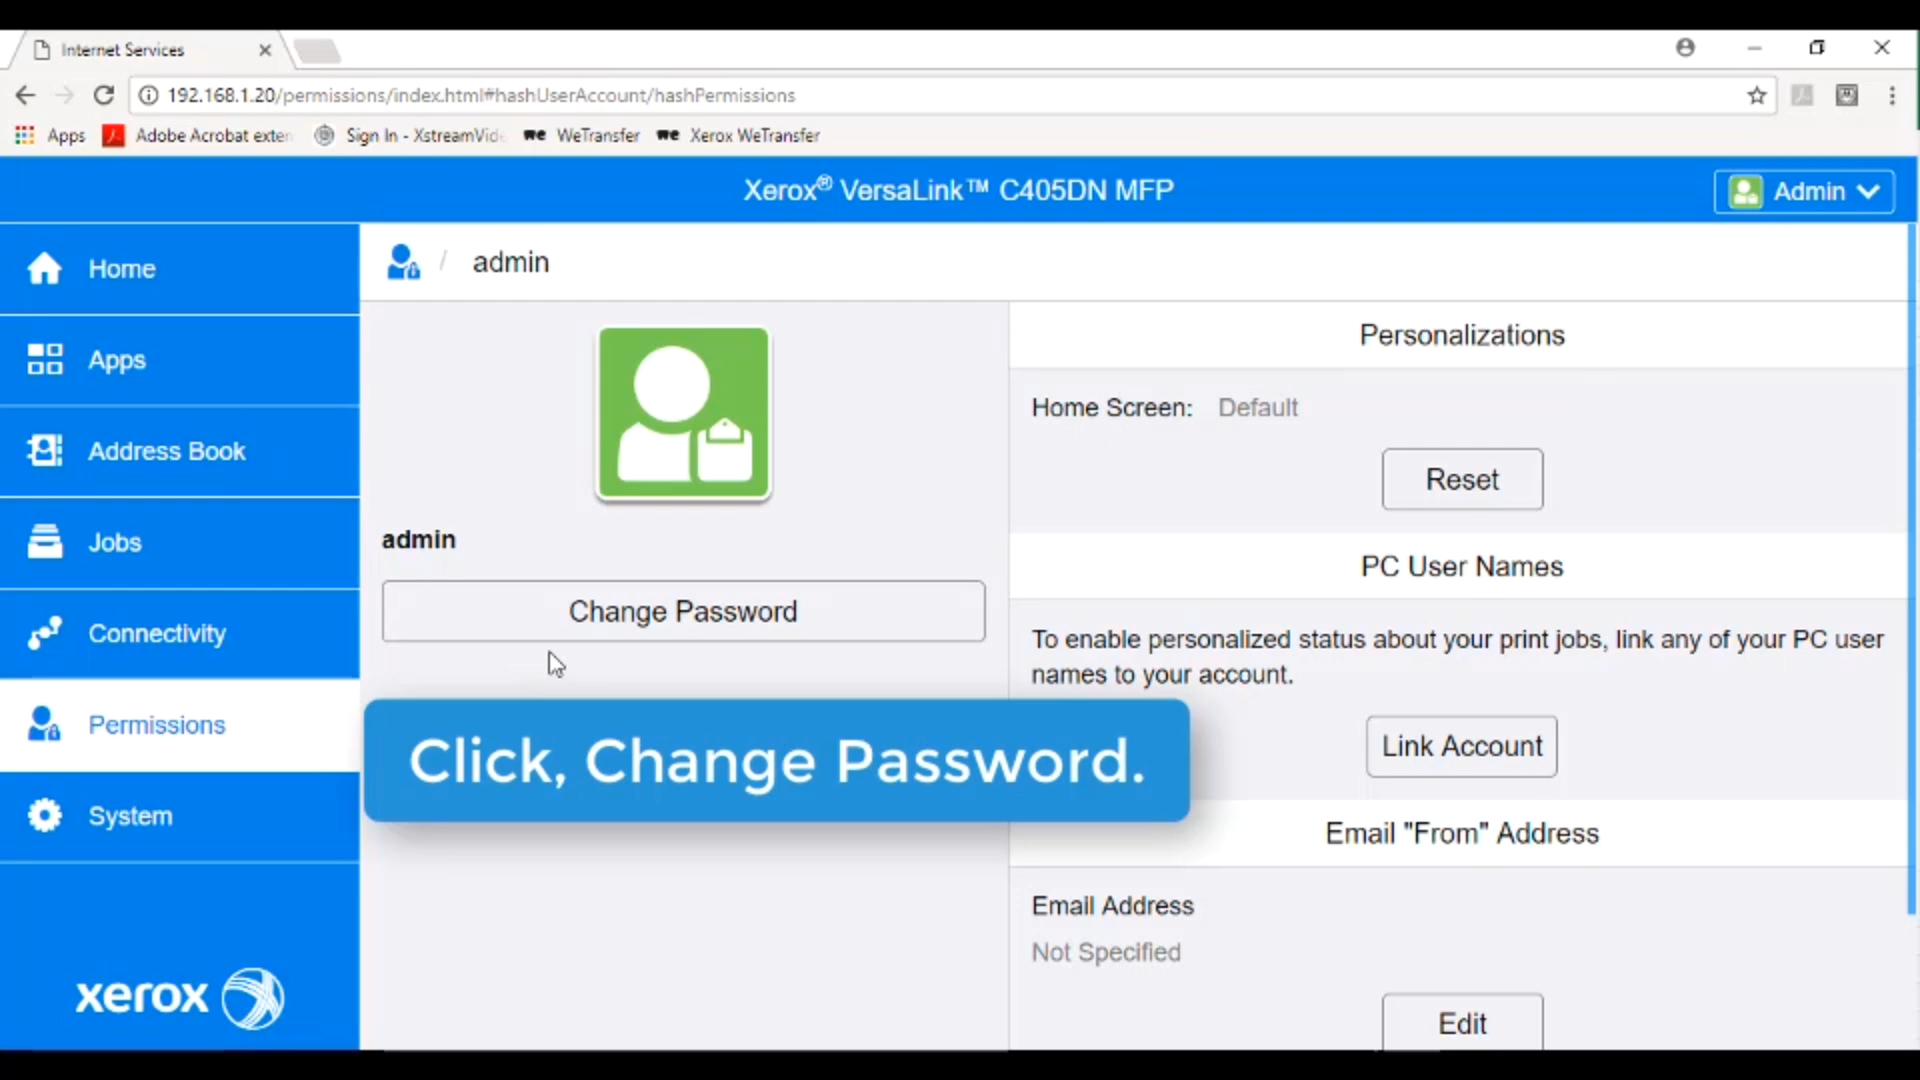 Internet Services
192.168.1.20/permissions/index.html#hashUserAccount/hashPermissions
Apps Adobe Acrobat exten Sign In - XstreamVide WeTransfer Xerox WeTransfer
Xerox® VersaLink™ C405DN MFP
Admin
Home
Apps
Address Book
Jobs
Connectivity
Permissions
System
xerox
/ admin
admin
Change Password
Click, Change Password.
Personalizations
Home Screen: Default
Reset
PC User Names
To enable personalized status about your print jobs, link any of your PC user
names to your account.
Link Account
Email "From" Address
Email Address
Not Specified
Edit